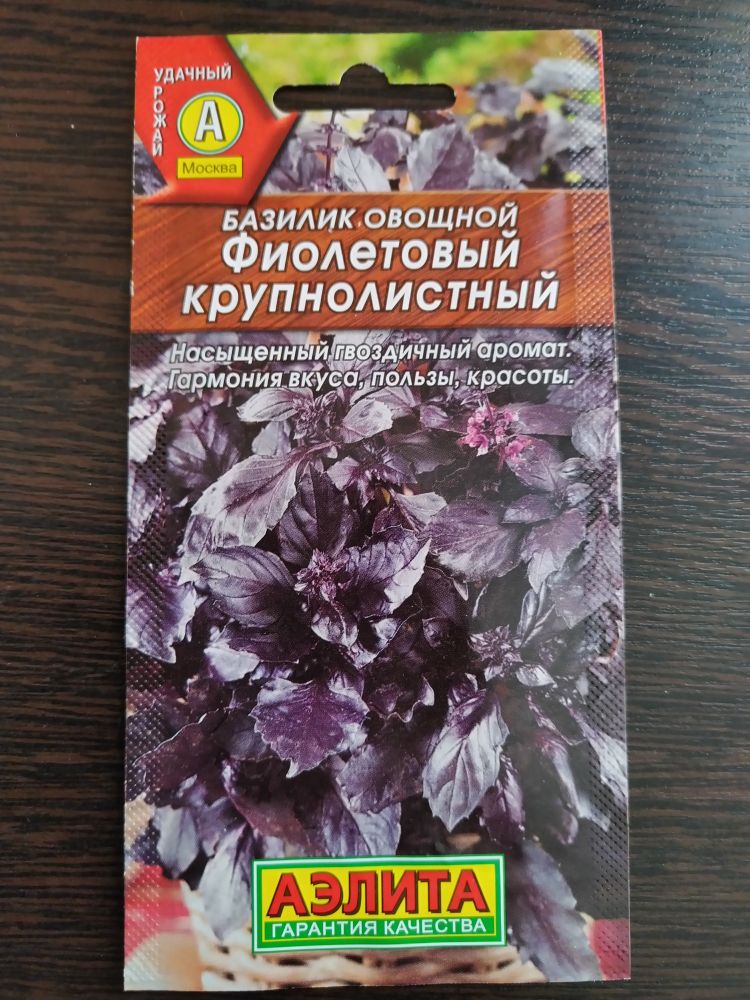 УДАЧНЫЙ
УРОЖАЙ
А
Москва
БАЗИЛИК ОВОЩНОЙ
Фиолетовый
крупнолистный
Насыщенный гвоздичный аромат.
Гармония вкуса, пользы, красоты.
АЭЛИТА
ГАРАНТИЯ КАЧЕСТВА